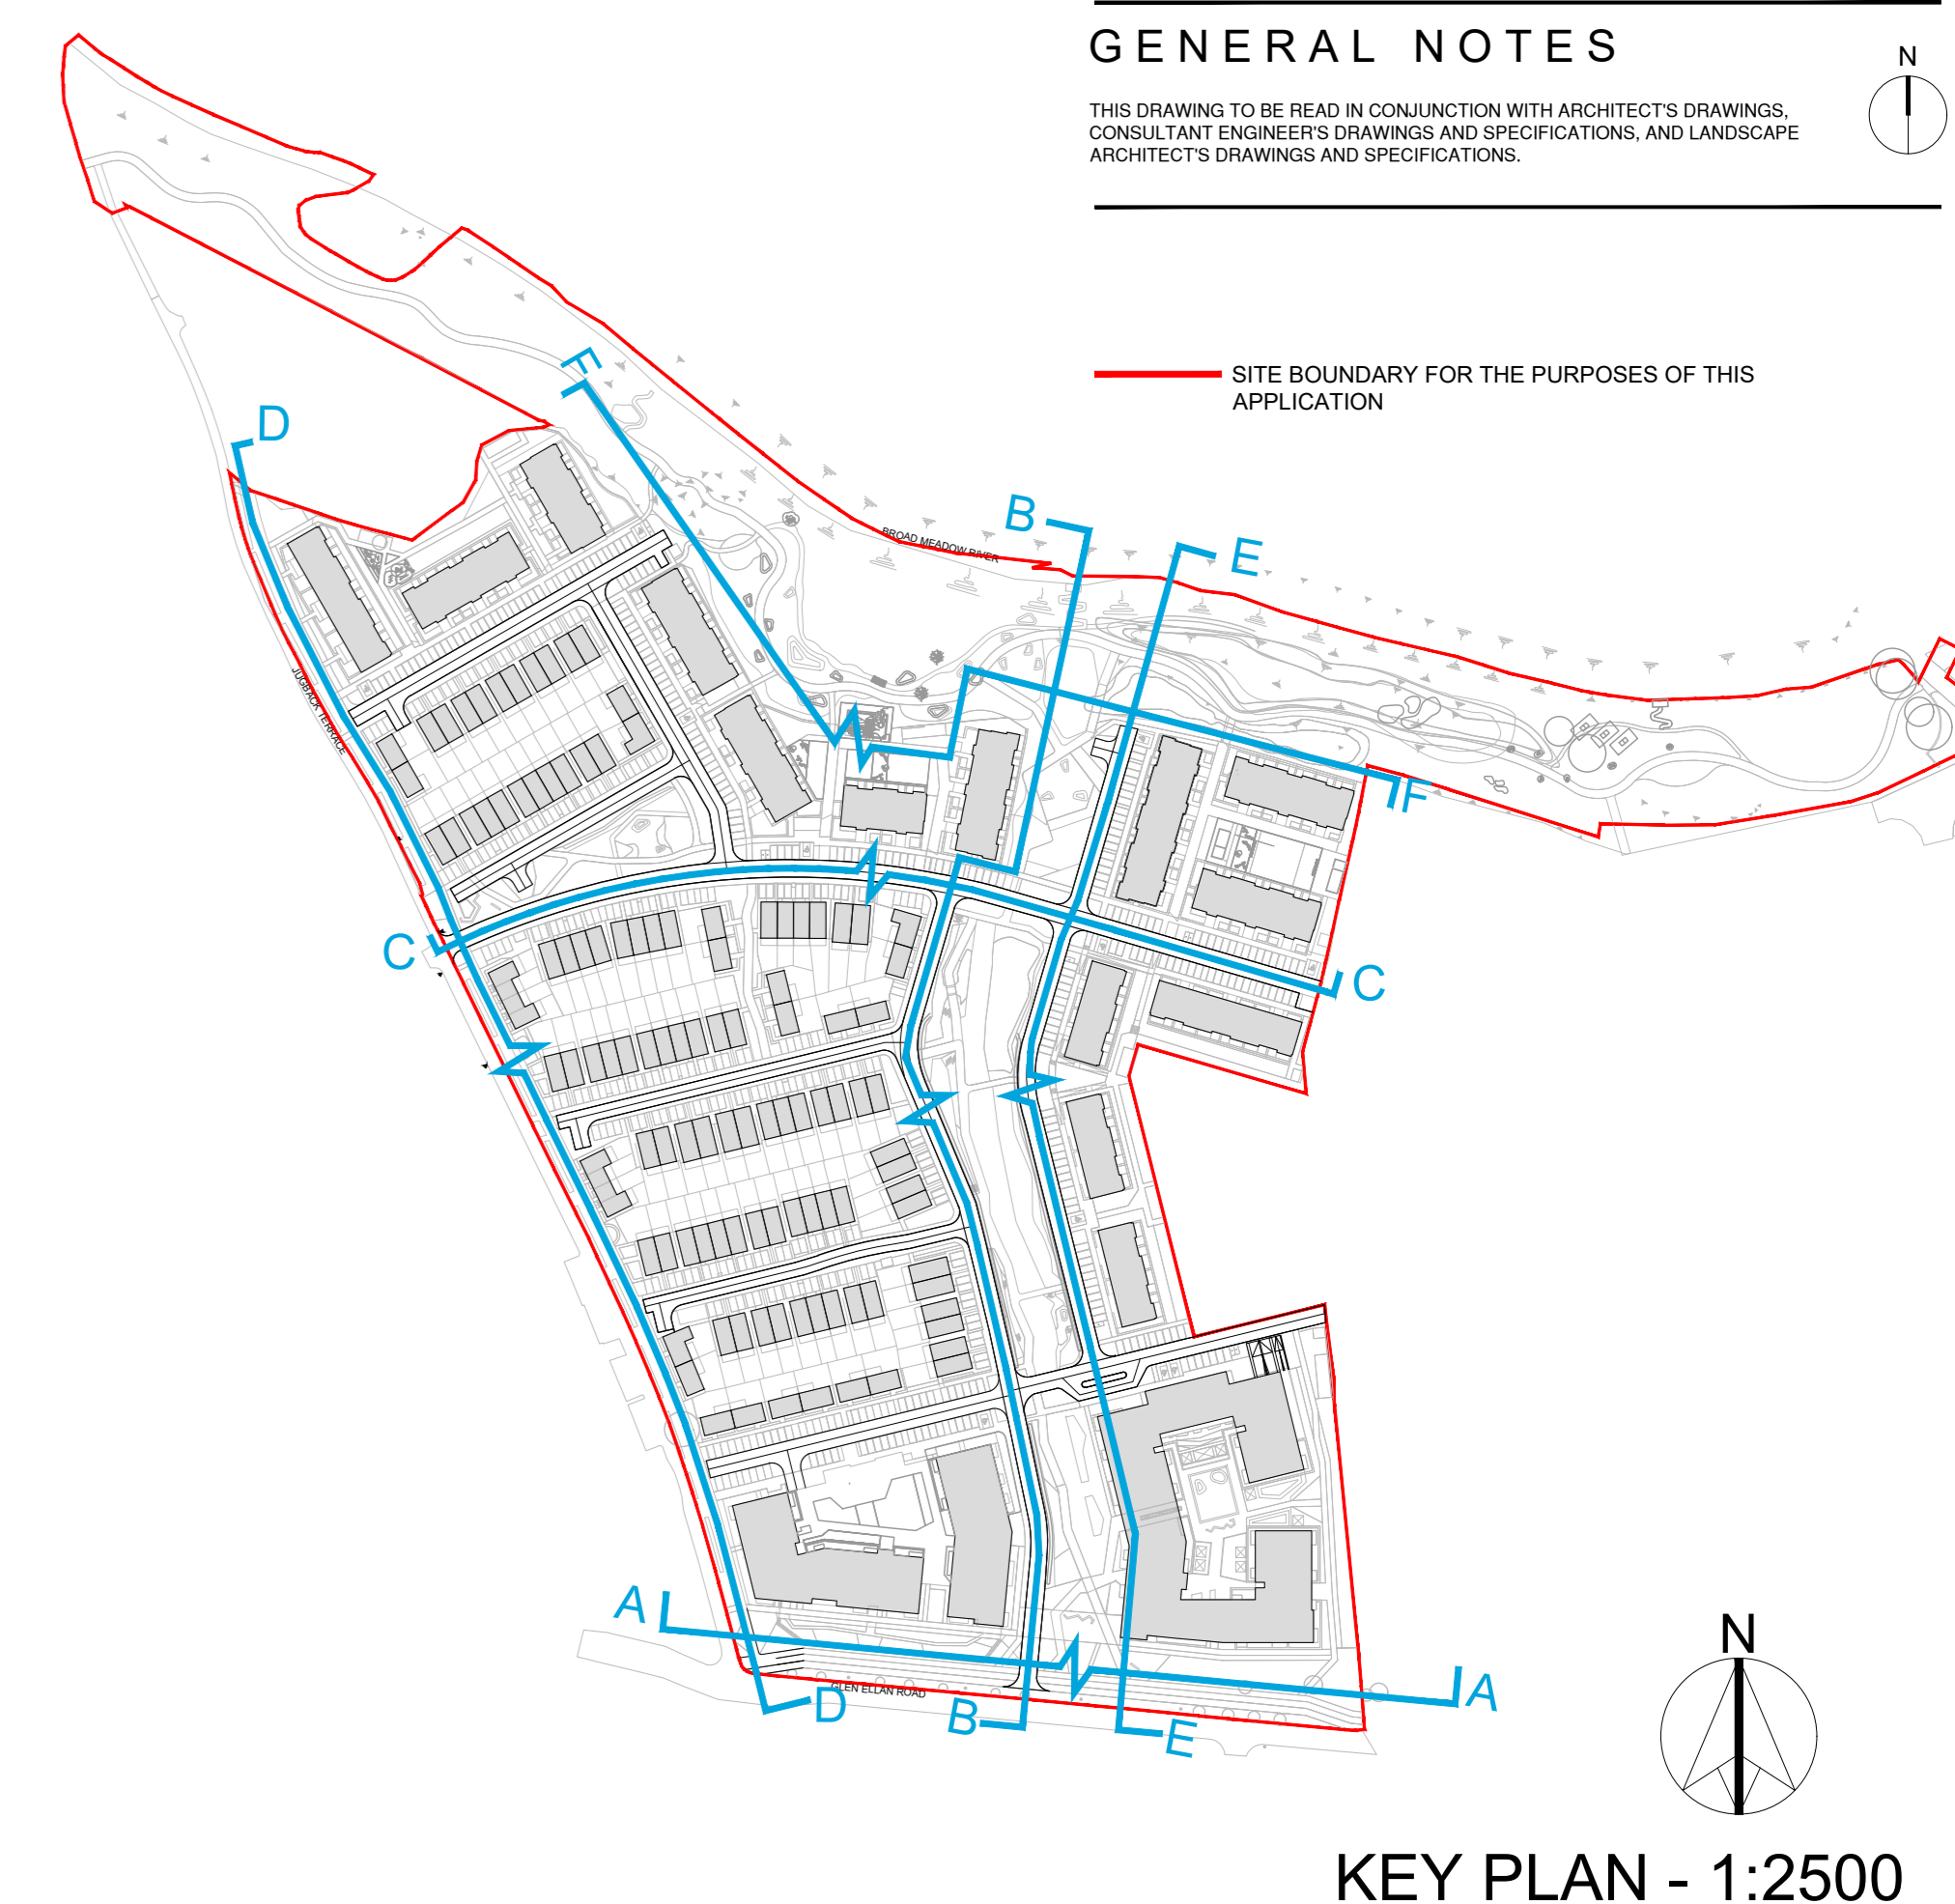 GENERAL NOTES
N
THIS DRAWING TO BE READ IN CONJUNCTION WITH ARCHITECT'S DRAWINGS,
CONSULTANT ENGINEER'S DRAWINGS AND SPECIFICATIONS, AND LANDSCAPE
ARCHITECT'S DRAWINGS AND SPECIFICATIONS.
SITE BOUNDARY FOR THE PURPOSES OF THIS
APPLICATION
F
D
B
E
BROAD MEADOW RIVER
JUGBACK TERRACE
F
C
C
A
A
GLEN ELLAN ROAD
D
B
E
N
KEY PLAN - 1:2500